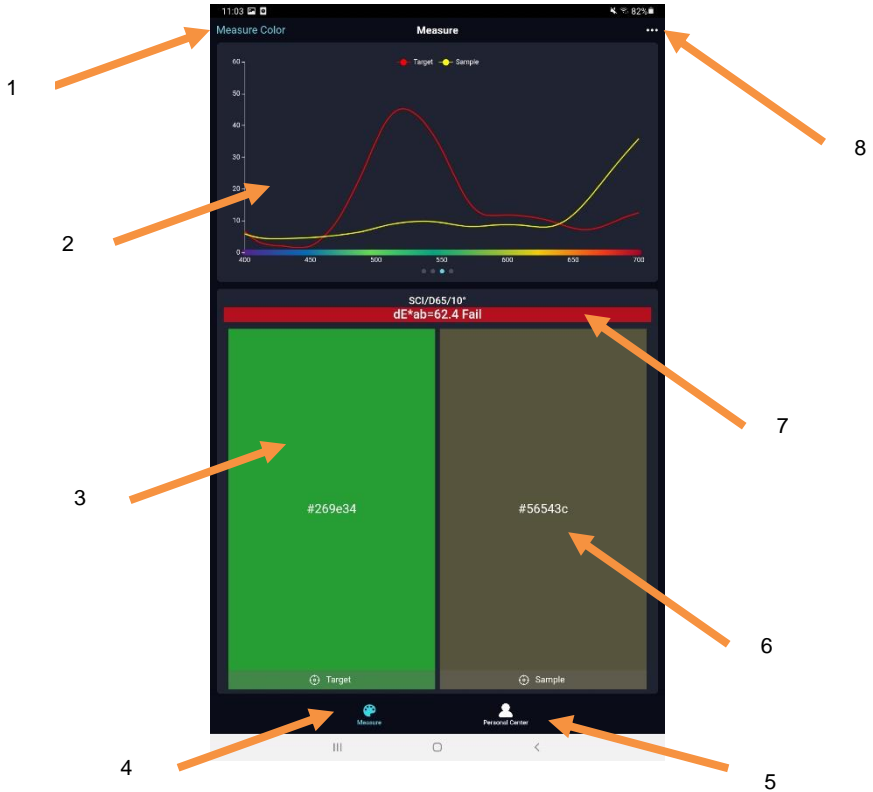 11:03 82%
Measure Color Measure
1
8
60
Target Sample
50
40
30
20
2
10
0
400 450 500 550 600 650 700
SCI/D65/10°
dE*ab=62.4 Fail
7
3
#269e34 #56543c
6
Target Sample
Measure Personal Center
4
5